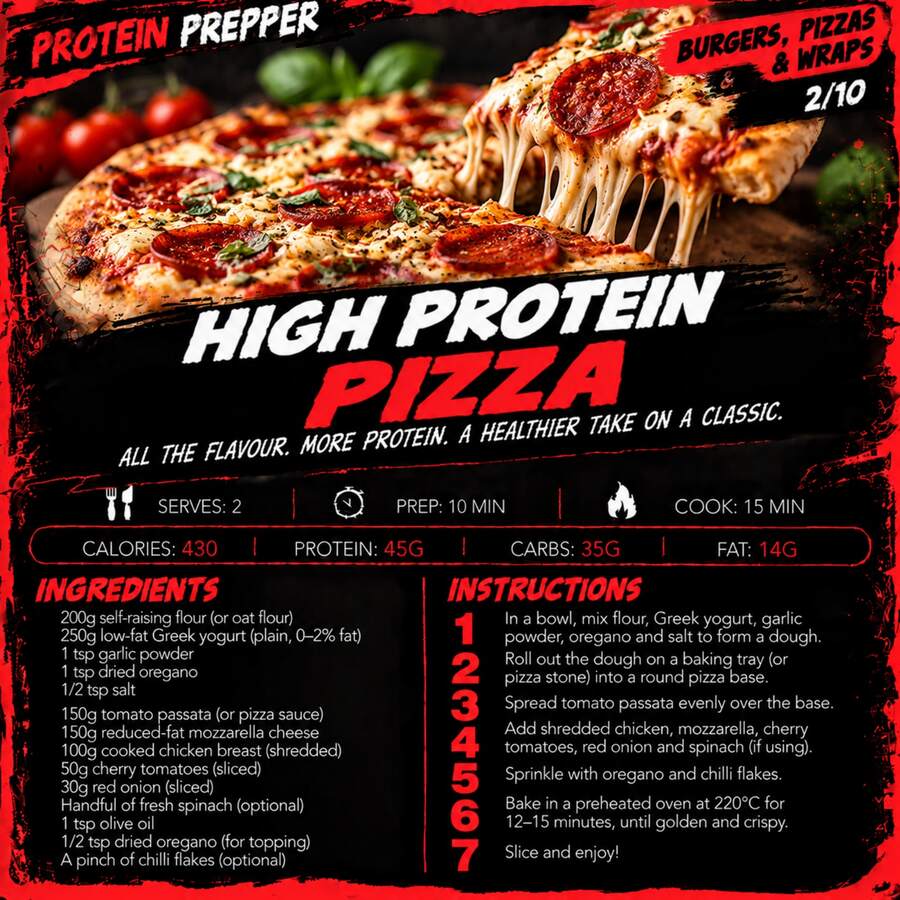 PROTEIN PREPPER
BURGERS, PIZZAS
& WRAPS
&
2/10
HIGH PROTEIN
PIZZA
ALL THE FLAVOUR. MORE PROTEIN. A HEALTHIER TAKE ON A CLASSIC.
SERVES: 2
PREP: 10 MIN
COOK: 15 MIN
CALORIES: 430
PROTEIN: 45G
CARBS: 35G
FAT: 14G
INGREDIENTS
200g self-raising flour (or oat flour)
250g low-fat Greek yogurt (plain, 0–2% fat)
1 tsp garlic powder
1 tsp dried oregano
1/2 tsp salt
150g tomato passata (or pizza sauce)
150g reduced-fat mozzarella cheese
100g cooked chicken breast (shredded)
50g cherry tomatoes (sliced)
30g red onion (sliced)
Handful of fresh spinach (optional)
1 tsp olive oil
1/2 tsp dried oregano (for topping)
A pinch of chilli flakes (optional)
INSTRUCTIONS
1 In a bowl, mix flour, Greek yogurt, garlic
powder, oregano and salt to form a dough.
2 Roll out the dough on a baking tray (or
pizza stone) into a round pizza base.
3 Spread tomato passata evenly over the base.
4 Add shredded chicken, mozzarella, cherry
tomatoes, red onion and spinach (if using).
5 Sprinkle with oregano and chilli flakes.
6 Bake in a preheated oven at 220°C for
12–15 minutes, until golden and crispy.
7 Slice and enjoy!